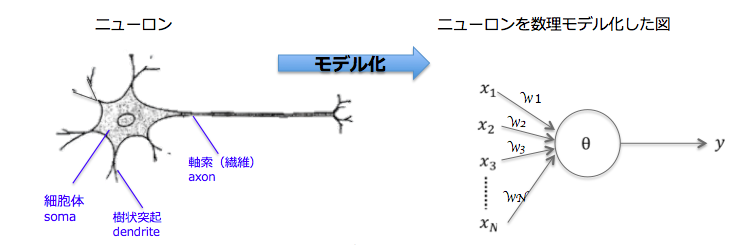 ニューロン
ニューロンを数理モデル化した図
モデル化
軸索（繊維）
axon
細胞体
soma
樹状突起
dendrite
x1
w1
x2
w2
x3
w3
xN
wN
θ
y